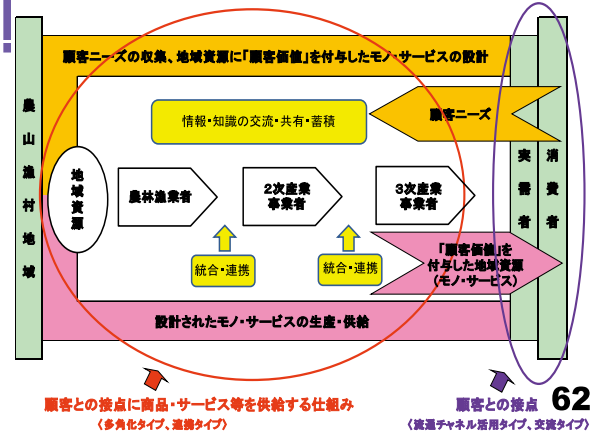 顧客ニーズの収集、地域資源に「顧客価値」を付与したモノ・サービスの設計
農山漁村地域
情報・知識の交流・共有・蓄積
顧客ニーズ
地域資源
農林漁業者
2次産業
事業者
3次産業
事業者
実需者
消費者
統合・連携
統合・連携
「顧客価値」を
付与した地域資源
(モノ・サービス)
設計されたモノ・サービスの生産・供給
顧客との接点に商品・サービス等を供給する仕組み
〈多角化タイプ、連携タイプ〉
顧客との接点
〈流通チャネル活用タイプ、交流タイプ〉
62